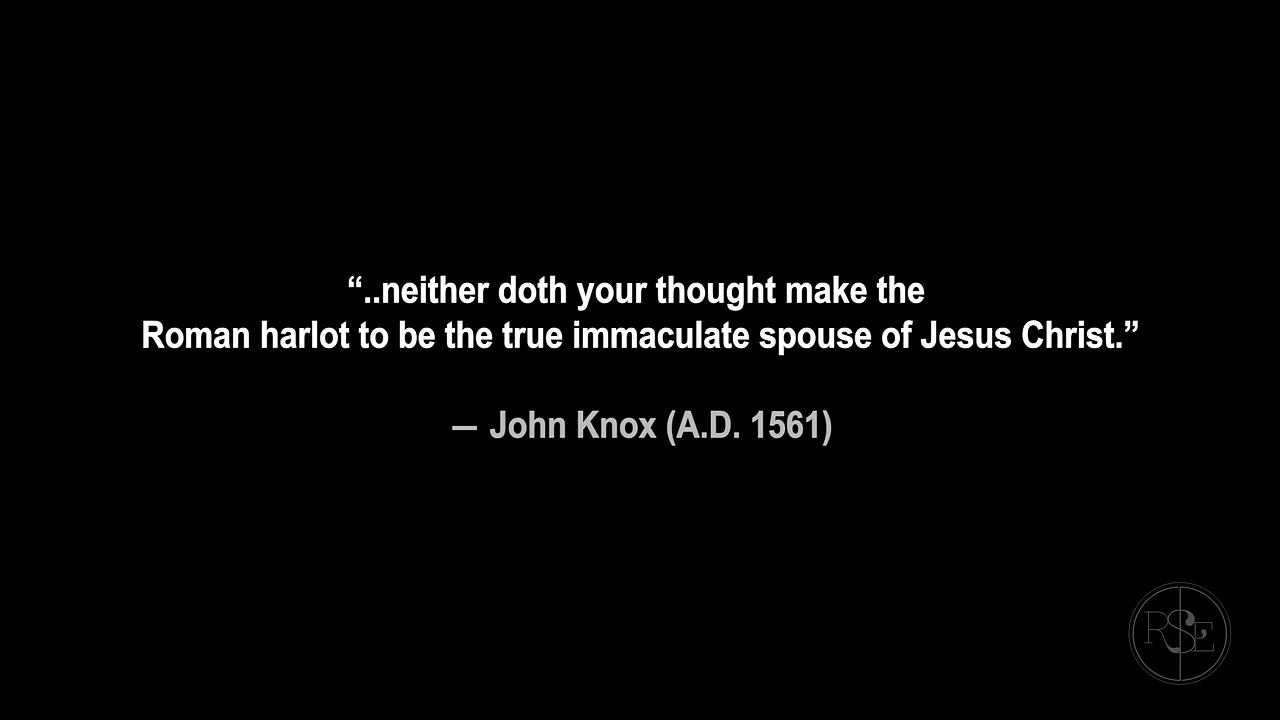 “..neither doth your thought make the
Roman harlot to be the true immaculate spouse of Jesus Christ.”
— John Knox (A.D. 1561)
RSE